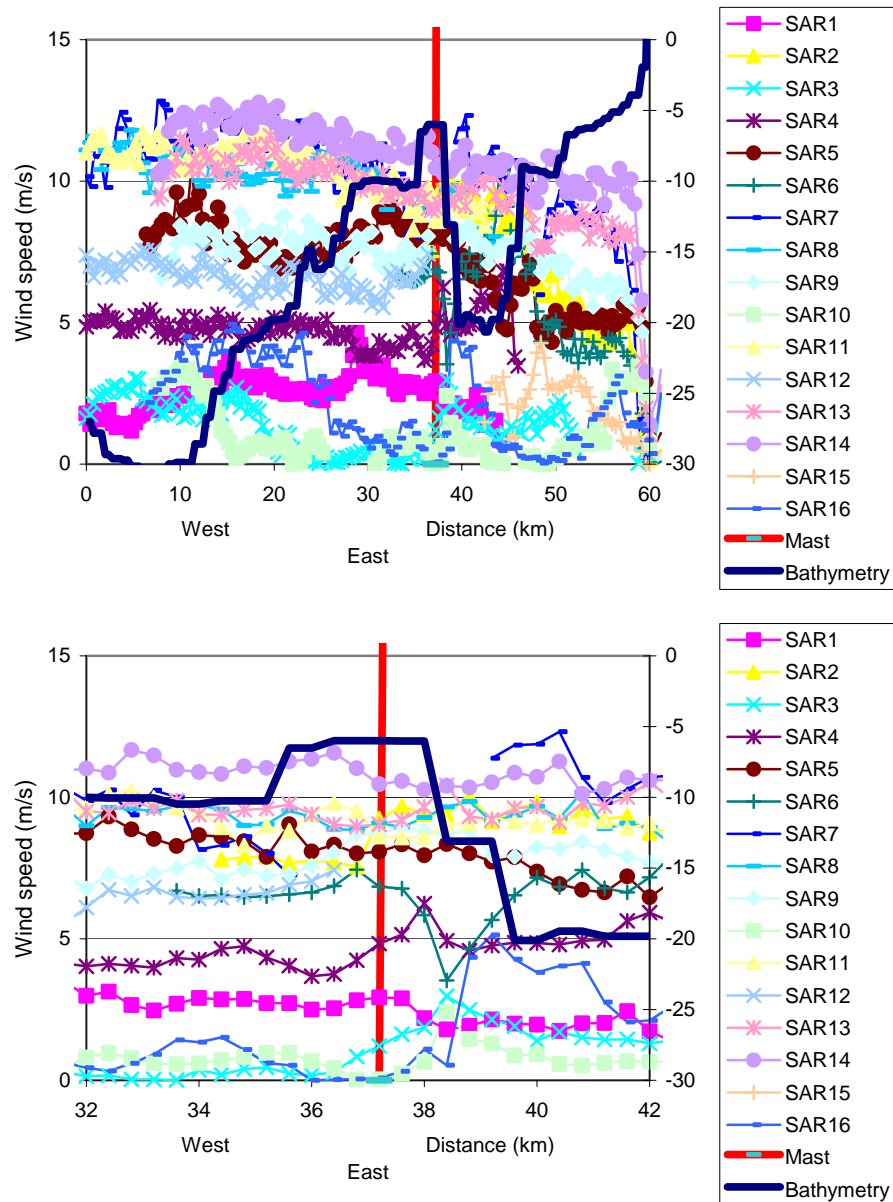 15
10
5
0
Wind speed (m/s)
0
-5
-10
-15
-20
-25
-30
0 10 20 30 40 50 60
West Distance (km)
East
SAR1
SAR2
SAR3
SAR4
SAR5
SAR6
SAR7
SAR8
SAR9
SAR10
SAR11
SAR12
SAR13
SAR14
SAR15
SAR16
Mast
Bathymetry
15
10
5
0
Wind speed (m/s)
0
-5
-10
-15
-20
-25
-30
32 34 36 38 40 42
West Distance (km)
East
SAR1
SAR2
SAR3
SAR4
SAR5
SAR6
SAR7
SAR8
SAR9
SAR10
SAR11
SAR12
SAR13
SAR14
SAR15
SAR16
Mast
Bathymetry